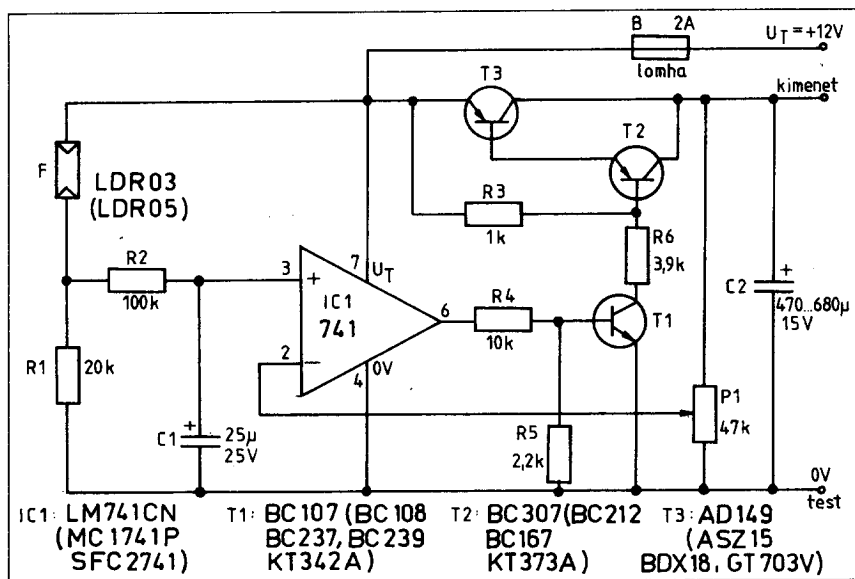 B 2A
U_T=+12V
lomha
T3
kimenet
T2
F
LDR03
(LDR05)
R3
1k
R2
100k
R6
3,9k
7
U_T
3
+
IC1
741
6
R4
10k
T1
C2
+
470...680µ
15V
2
−
4
0V
R1
20k
P1
47k
C1
+
25µ
25V
R5
2,2k
0V
test
IC1: LM741CN
(MC1741P
SFC2741)
T1: BC107 (BC108
BC237, BC239
KT342A)
T2: BC307(BC212
BC167
KT373A)
T3: AD149
(ASZ15
BDX18, GT703V)